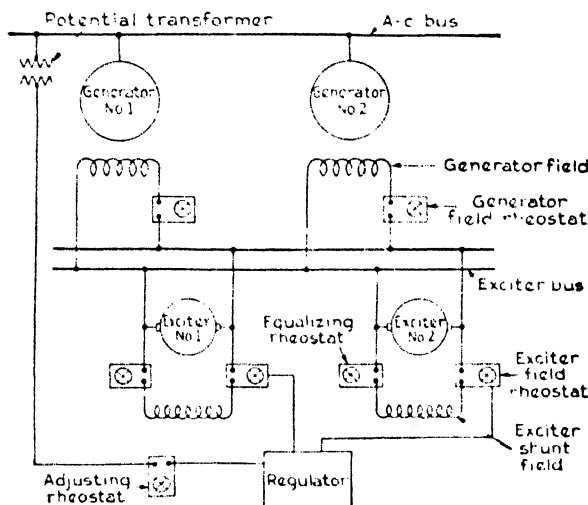 Potential transformer
A-c bus
Generator
No.1
Generator
No.2
Generator field
Generator
field rheostat
Exciter bus
Exciter
No.1
Equalizing
rheostat
Exciter
No.2
Exciter
field
rheostat
Exciter
shunt
field
Adjusting
rheostat
Regulator